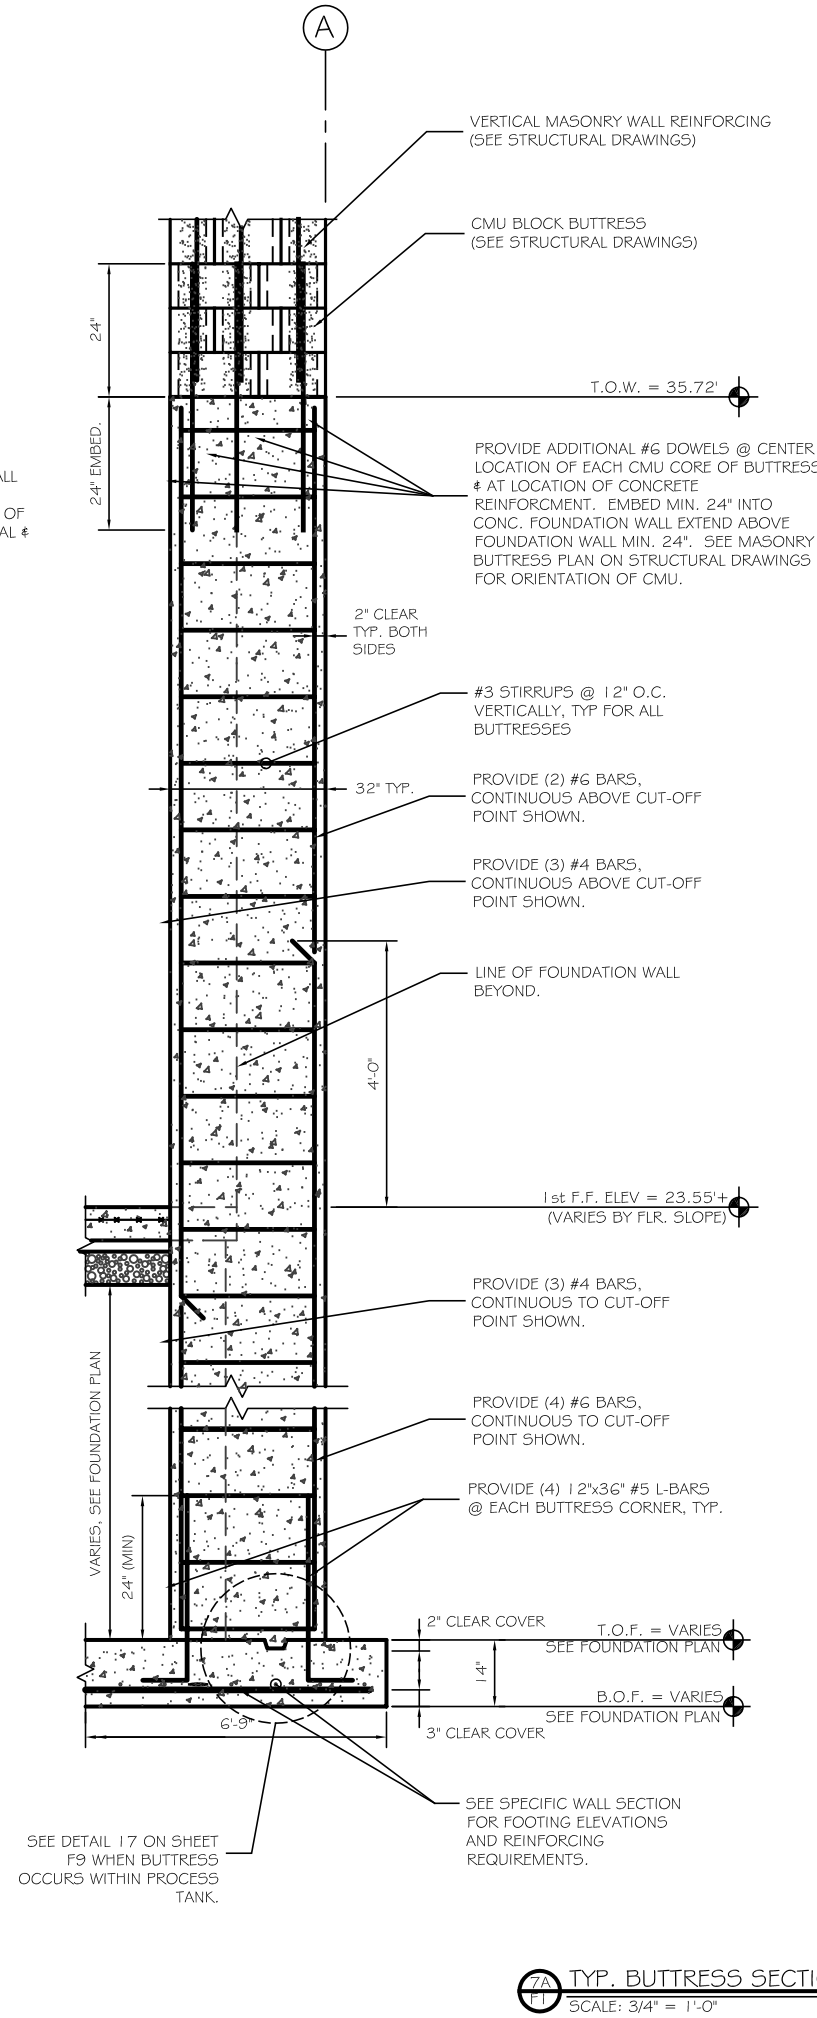 A
VERTICAL MASONRY WALL REINFORCING
(SEE STRUCTURAL DRAWINGS)
CMU BLOCK BUTTRESS
(SEE STRUCTURAL DRAWINGS)
24"
T.O.W. = 35.72'
24" EMBED.
ALL
OF
AL &
PROVIDE ADDITIONAL #6 DOWELS @ CENTER
LOCATION OF EACH CMU CORE OF BUTTRESS
& AT LOCATION OF CONCRETE
REINFORCMENT. EMBED MIN. 24" INTO
CONC. FOUNDATION WALL EXTEND ABOVE
FOUNDATION WALL MIN. 24". SEE MASONRY
BUTTRESS PLAN ON STRUCTURAL DRAWINGS
FOR ORIENTATION OF CMU.
2" CLEAR
TYP. BOTH
SIDES
#3 STIRRUPS @ 12" O.C.
VERTICALLY, TYP FOR ALL
BUTTRESSES
32" TYP.
PROVIDE (2) #6 BARS,
CONTINUOUS ABOVE CUT-OFF
POINT SHOWN.
PROVIDE (3) #4 BARS,
CONTINUOUS ABOVE CUT-OFF
POINT SHOWN.
LINE OF FOUNDATION WALL
BEYOND.
4'-0"
1st F.F. ELEV = 23.55'+
(VARIES BY FLR. SLOPE)
PROVIDE (3) #4 BARS,
CONTINUOUS TO CUT-OFF
POINT SHOWN.
VARIES, SEE FOUNDATION PLAN
PROVIDE (4) #6 BARS,
CONTINUOUS TO CUT-OFF
POINT SHOWN.
PROVIDE (4) 12"x36" #5 L-BARS
@ EACH BUTTRESS CORNER, TYP.
24" (MIN)
2" CLEAR COVER
T.O.F. = VARIES
SEE FOUNDATION PLAN
14"
B.O.F. = VARIES
SEE FOUNDATION PLAN
6'-9"
3" CLEAR COVER
SEE SPECIFIC WALL SECTION
FOR FOOTING ELEVATIONS
AND REINFORCING
REQUIREMENTS.
SEE DETAIL 17 ON SHEET
F9 WHEN BUTTRESS
OCCURS WITHIN PROCESS
TANK.
7A
F1
TYP. BUTTRESS SECTI
SCALE: 3/4" = 1'-0"